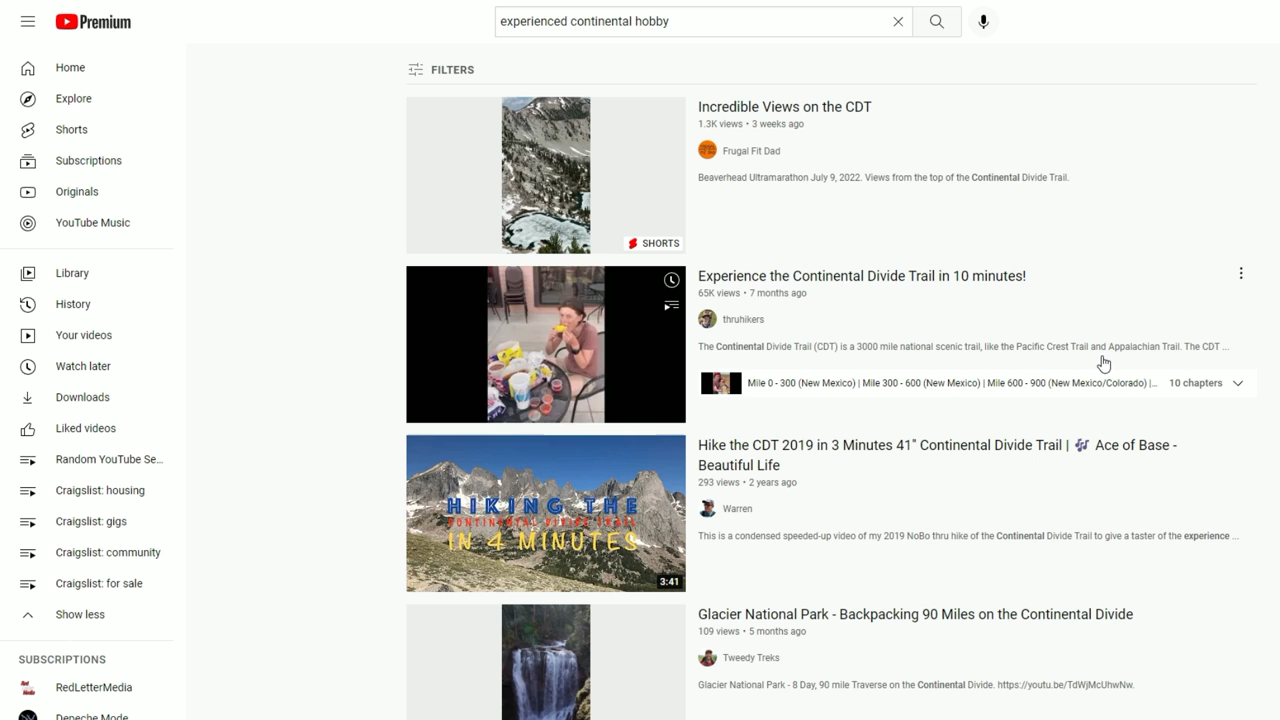 Premium
experienced continental hobby
Home
Explore
Shorts
Subscriptions
Originals
YouTube Music
Library
History
Your videos
Watch later
Downloads
Liked videos
Random YouTube Se...
Craigslist: housing
Craigslist: gigs
Craigslist: community
Craigslist: for sale
Show less
SUBSCRIPTIONS
RedLetterMedia
Depeche Mode
FILTERS
SHORTS
Incredible Views on the CDT
1.3K views • 3 weeks ago
Frugal Fit Dad
Beaverhead Ultramarathon July 9, 2022. Views from the top of the Continental Divide Trail.
Experience the Continental Divide Trail in 10 minutes!
65K views • 7 months ago
thruhikers
The Continental Divide Trail (CDT) is a 3000 mile national scenic trail, like the Pacific Crest Trail and Appalachian Trail. The CDT ...
Mile 0 - 300 (New Mexico) | Mile 300 - 600 (New Mexico) | Mile 600 - 900 (New Mexico/Colorado) |... 10 chapters
HIKING THE
CONTINENTAL DIVIDE TRAIL
IN 4 MINUTES
3:41
Hike the CDT 2019 in 3 Minutes 41" Continental Divide Trail | 🎶 Ace of Base -
Beautiful Life
293 views • 2 years ago
Warren
This is a condensed speeded-up video of my 2019 NoBo thru hike of the Continental Divide Trail to give a taster of the experience ...
Glacier National Park - Backpacking 90 Miles on the Continental Divide
109 views • 5 months ago
Tweedy Treks
Glacier National Park - 8 Day, 90 mile Traverse on the Continental Divide. https://youtu.be/TdWjMcUhwNw.